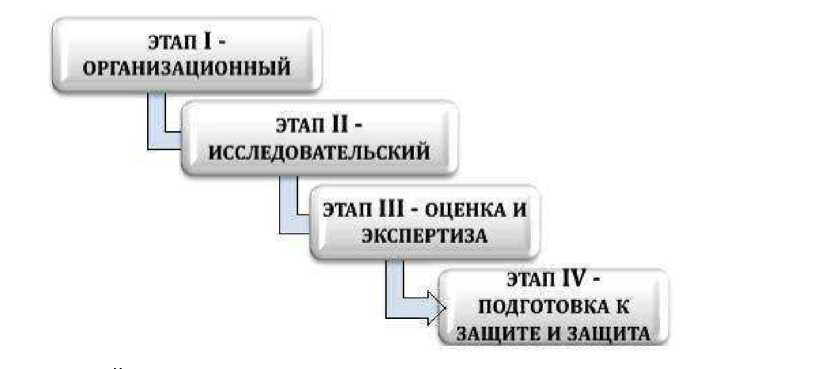 ЭТАП I -
ОРГАНИЗАЦИОННЫЙ
ЭТАП II -
ИССЛЕДОВАТЕЛЬСКИЙ
ЭТАП III - ОЦЕНКА И
ЭКСПЕРТИЗА
ЭТАП IV -
ПОДГОТОВКА К
ЗАЩИТЕ И ЗАЩИТА